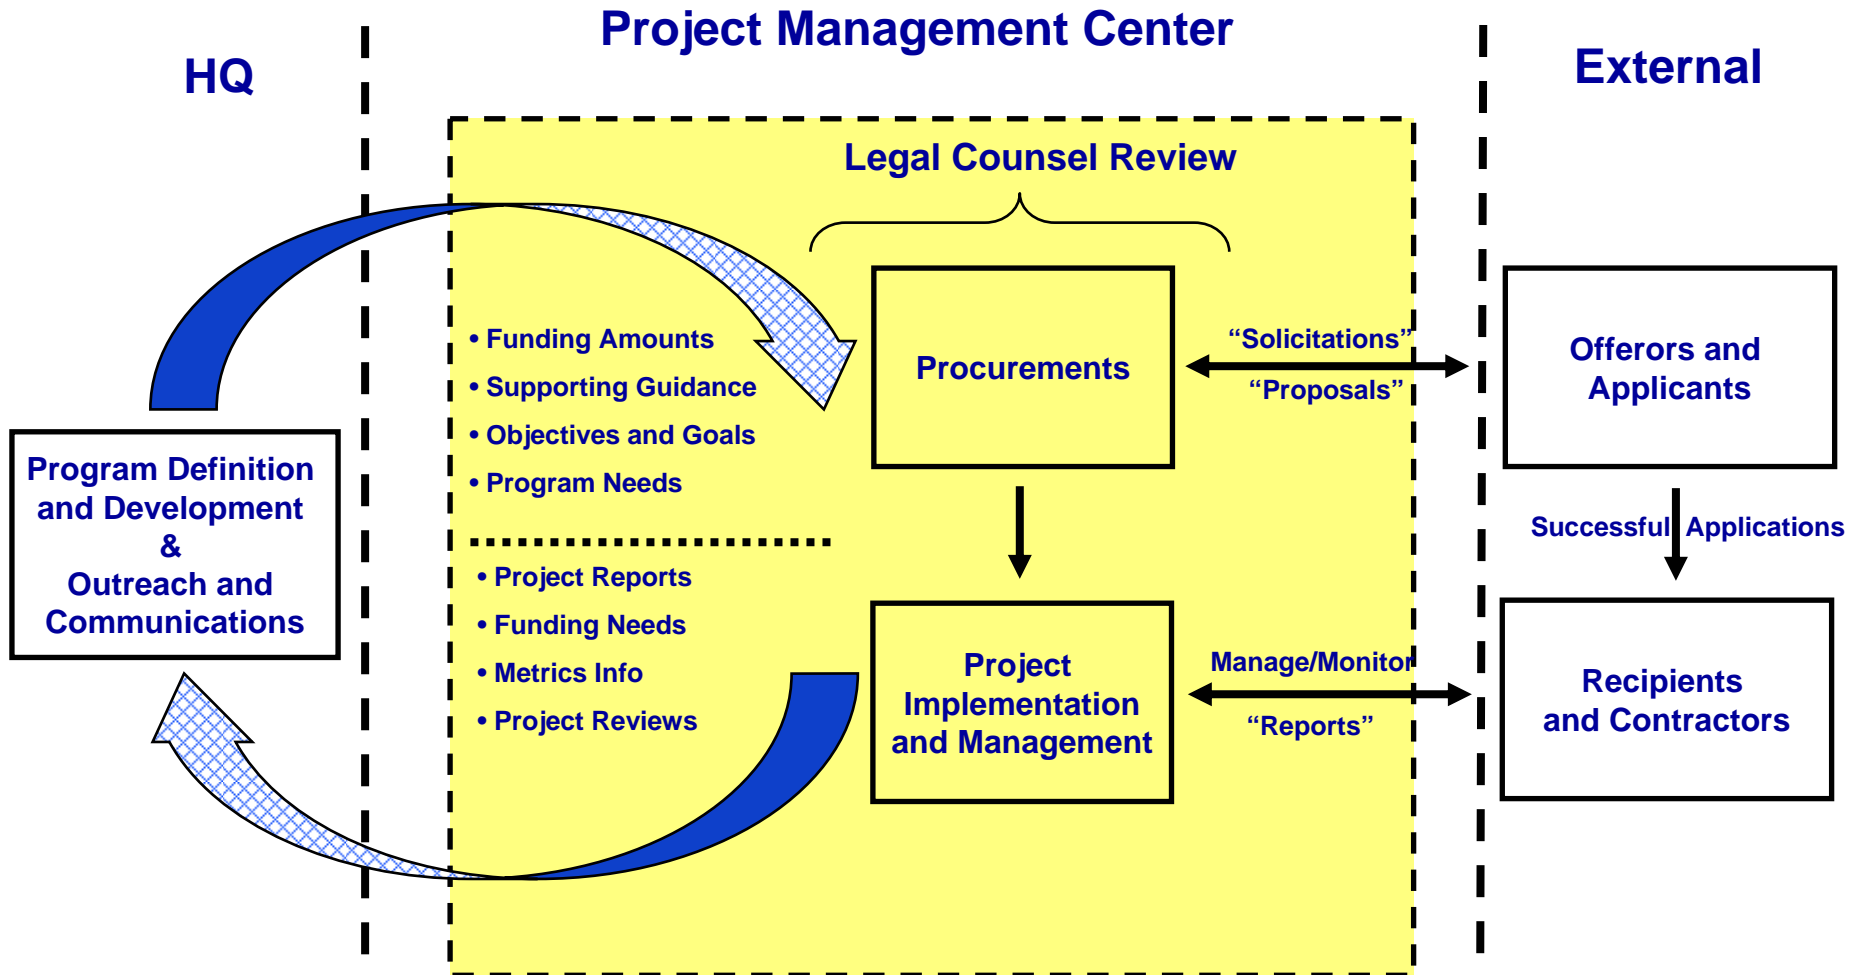 Project Management Center
HQ
External
Legal Counsel Review
• Funding Amounts
• Supporting Guidance
• Objectives and Goals
• Program Needs
Procurements
“Solicitations”
“Proposals”
Offerors and
Applicants
Program Definition
and Development
&
Outreach and
Communications
Successful Applications
• Project Reports
• Funding Needs
• Metrics Info
• Project Reviews
Project
Implementation
and Management
Manage/Monitor
“Reports”
Recipients
and Contractors